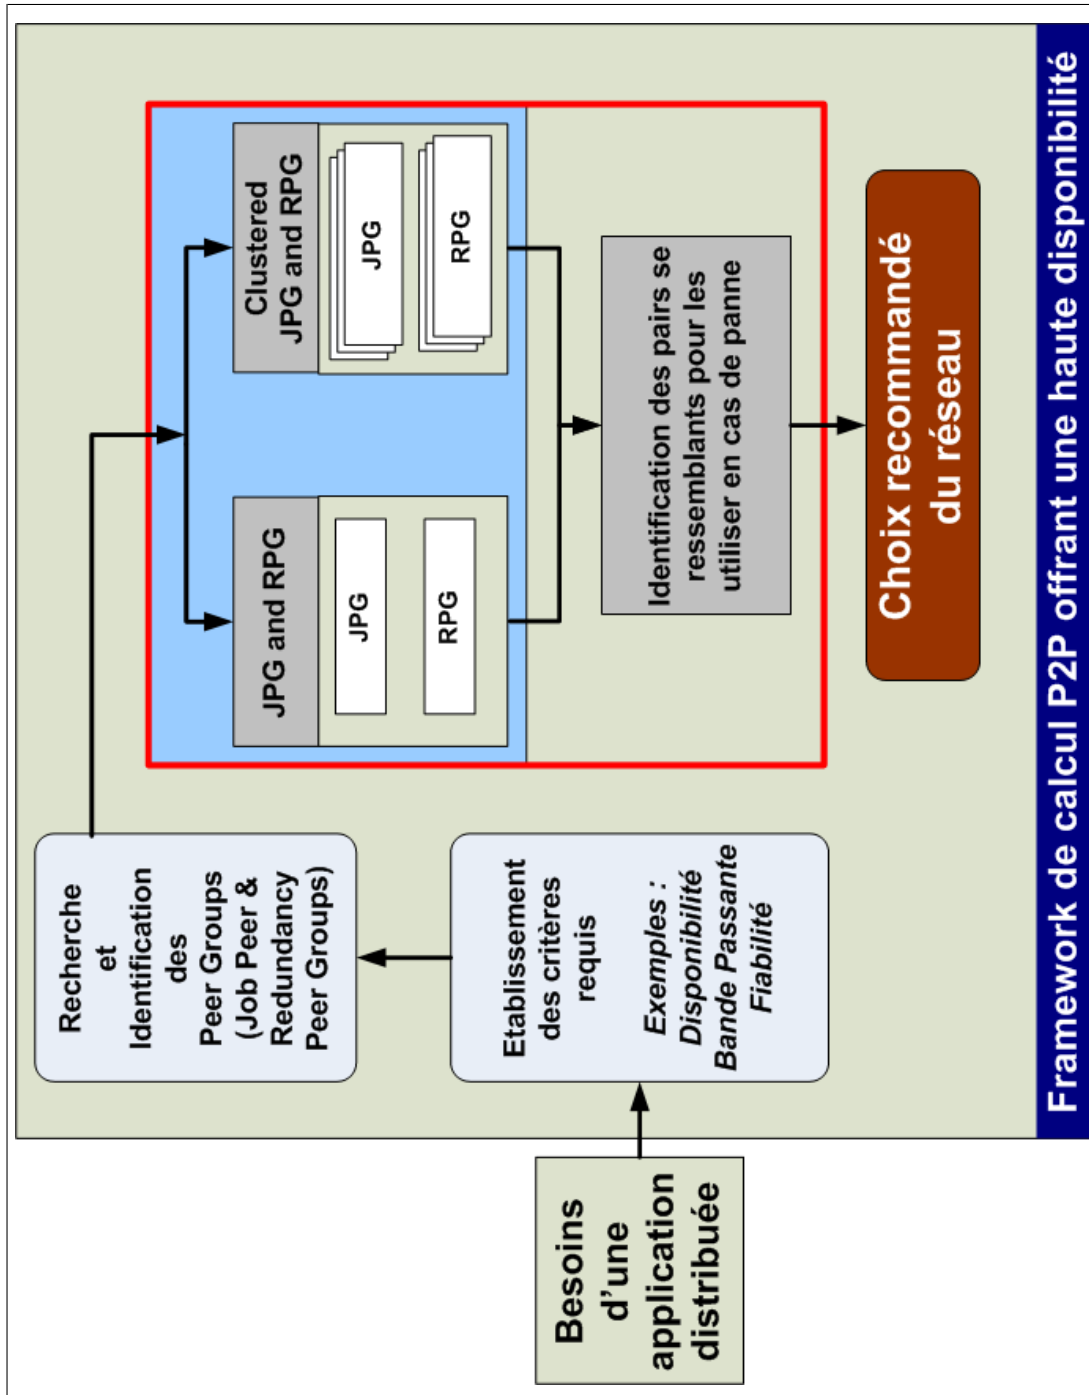 Besoins
d'une
application
distribuée
Etablissement
des critères
requis
Exemples :
Disponibilité
Bande Passante
Fiabilité
Recherche
et
Identification
des
Peer Groups
(Job Peer &
Redundancy
Peer Groups)
JPG and RPG
JPG
RPG
Clustered
JPG and RPG
JPG
RPG
Identification des pairs se
ressemblants pour les
utiliser en cas de panne
Choix recommandé
du réseau
Framework de calcul P2P offrant une haute disponibilité